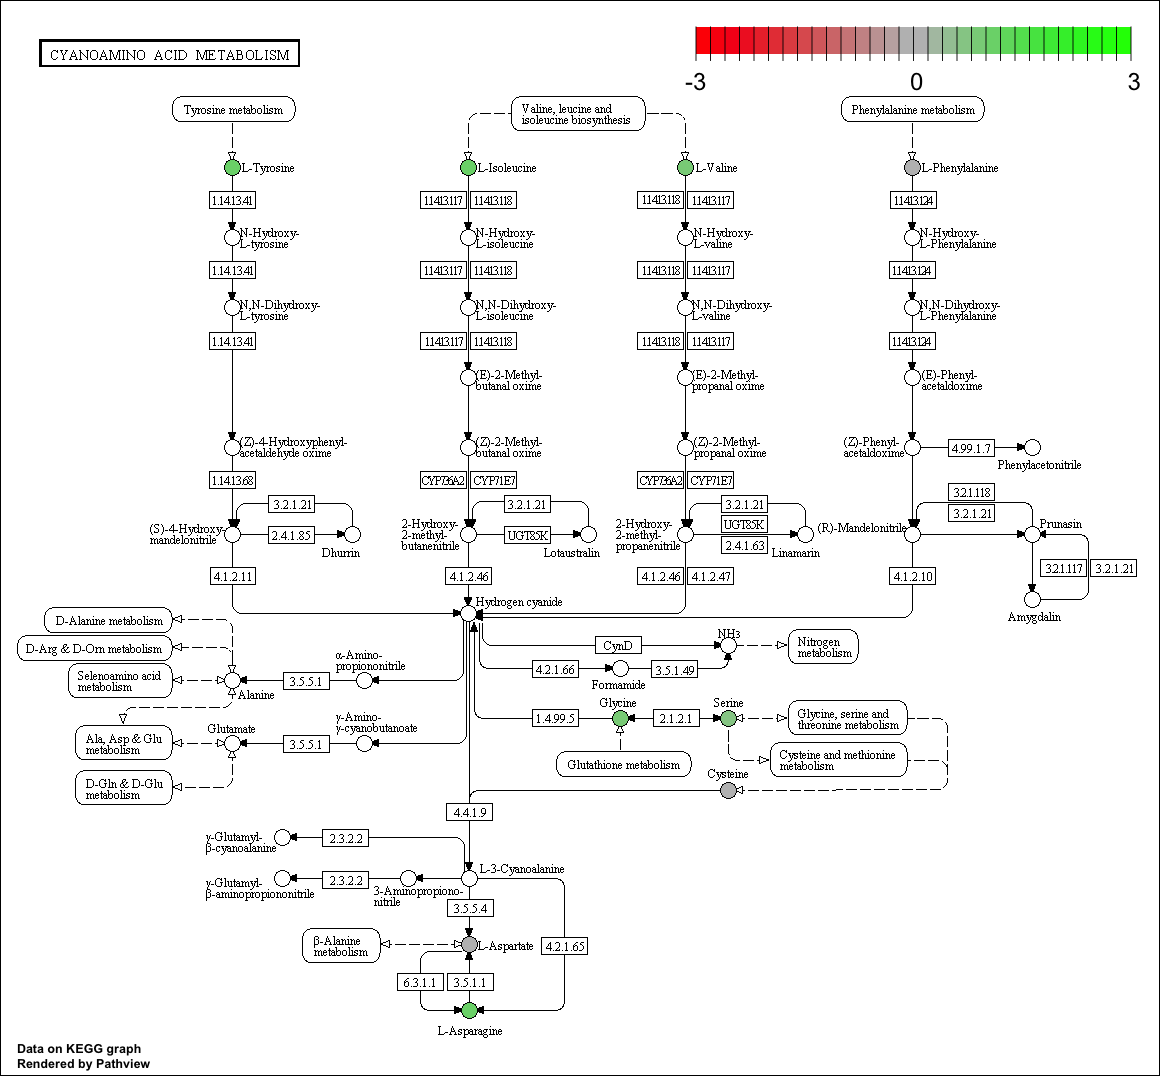 CYANOAMINO ACID METABOLISM
-3
0
3
Tyrosine metabolism
Valine, leucine and
isoleucine biosynthesis
Phenylalanine metabolism
L-Tyrosine
L-Isoleucine
L-Valine
L-Phenylalanine
1.14.13.41
1.14.13.117
1.14.13.118
1.14.13.118
1.14.13.117
1.14.13.124
N-Hydroxy-
L-tyrosine
N-Hydroxy-
L-isoleucine
N-Hydroxy-
L-valine
N-Hydroxy-
L-Phenylalanine
1.14.13.41
1.14.13.117
1.14.13.118
1.14.13.118
1.14.13.117
1.14.13.124
N,N-Dihydroxy-
L-tyrosine
N,N-Dihydroxy-
L-isoleucine
N,N-Dihydroxy-
L-valine
N,N-Dihydroxy-
L-Phenylalanine
1.14.13.41
1.14.13.117
1.14.13.118
1.14.13.118
1.14.13.117
1.14.13.124
(E)-2-Methyl-
butanal oxime
(E)-2-Methyl-
propanal oxime
(E)-Phenyl-
acetaldoxime
(Z)-4-Hydroxyphenyl-
acetaldehyde oxime
(Z)-2-Methyl-
butanal oxime
(Z)-2-Methyl-
propanal oxime
(Z)-Phenyl-
acetaldoxime
4.99.1.7
Phenylacetonitrile
1.14.13.68
CYP736A2
CYP71E7
CYP736A2
CYP71E7
3.2.1.118
3.2.1.21
3.2.1.21
3.2.1.21
3.2.1.21
(S)-4-Hydroxy-
mandelonitrile
2.4.1.85
Dhurrin
2-Hydroxy-
2-methyl-
butanenitrile
UGT85K
Lotaustralin
2-Hydroxy-
2-methyl-
propanenitrile
UGT85K
2.4.1.63
Linamarin
(R)-Mandelonitrile
Prunasin
4.1.2.11
4.1.2.46
4.1.2.46
4.1.2.47
4.1.2.10
3.2.1.117
3.2.1.21
Amygdalin
Hydrogen cyanide
D-Alanine metabolism
D-Arg & D-Orn metabolism
Selenoamino acid
metabolism
Alanine
3.5.5.1
α-Amino-
propiononitrile
CynD
NH3
Nitrogen
metabolism
4.2.1.66
Formamide
3.5.1.49
Ala, Asp & Glu
metabolism
Glutamate
3.5.5.1
γ-Amino-
γ-cyanobutanoate
1.4.99.5
Glycine
2.1.2.1
Serine
Glycine, serine and
threonine metabolism
D-Gln & D-Glu
metabolism
Glutathione metabolism
Cysteine and methionine
metabolism
Cysteine
4.4.1.9
γ-Glutamyl-
β-cyanoalanine
2.3.2.2
L-3-Cyanoalanine
γ-Glutamyl-
β-aminopropiononitrile
2.3.2.2
3-Aminopropiono-
nitrile
3.5.5.4
β-Alanine
metabolism
L-Aspartate
4.2.1.65
6.3.1.1
3.5.1.1
L-Asparagine
Data on KEGG graph
Rendered by Pathview